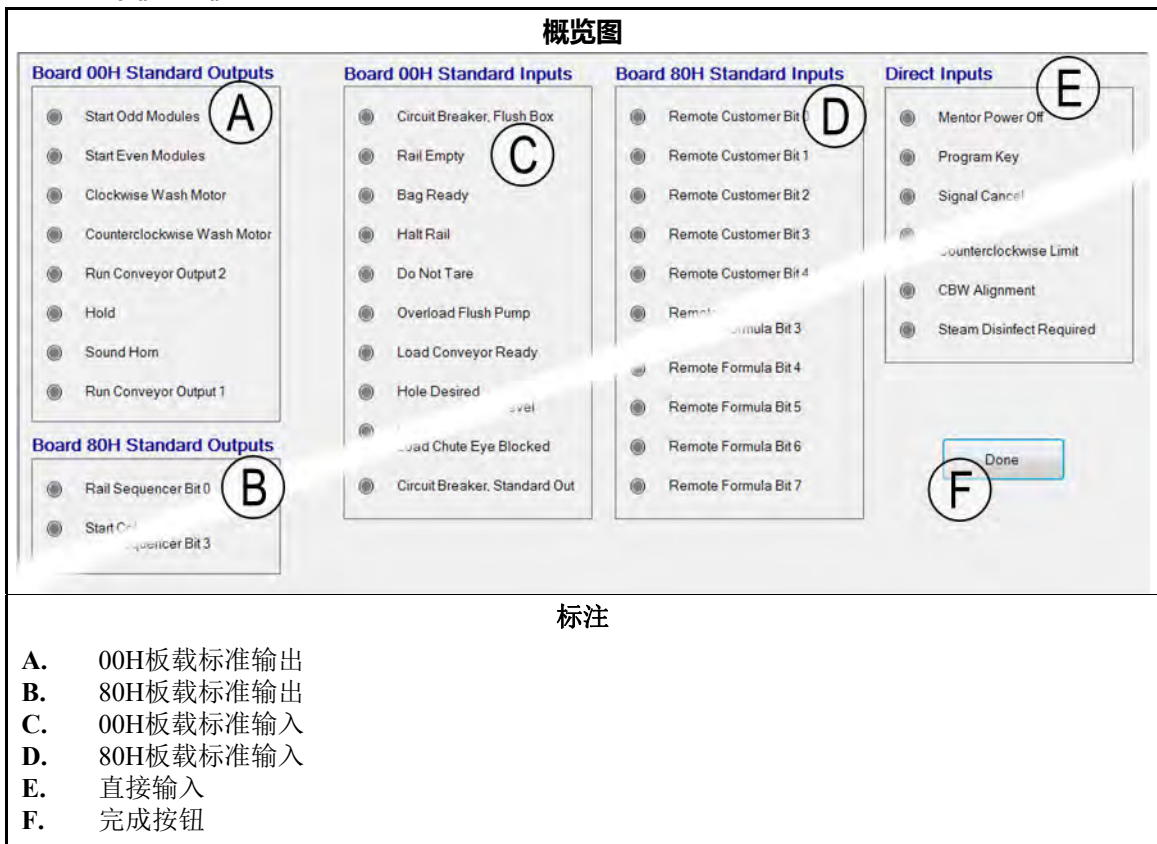 概览图
Board 00H Standard Outputs
A
Start Odd Modules
Start Even Modules
Clockwise Wash Motor
Counterclockwise Wash Motor
Run Conveyor Output 2
Hold
Sound Horn
Run Conveyor Output 1
Board 80H Standard Outputs
B
Rail Sequencer Bit 0
Start
Bit 3
Board 00H Standard Inputs
Circuit Breaker, Flush Box
C
Rail Empty
Bag Ready
Halt Rail
Do Not Tare
Overload Flush Pump
Load Conveyor Ready
Hole Desired
Chute Eye Blocked
Circuit Breaker, Standard Out
Board 80H Standard Inputs
D
Remote Customer Bit
Remote Customer Bit 1
Remote Customer Bit 2
Remote Customer Bit 3
Remote Customer Bit 4
Bit 3
Remote Formula Bit 4
Remote Formula Bit 5
Remote Formula Bit 6
Remote Formula Bit 7
Direct Inputs
E
Mentor Power Off
Program Key
Signal Cancel
Counterclockwise Limit
CBW Alignment
Steam Disinfect Required
Done
F
标注
A. 00H板载标准输出
B. 80H板载标准输出
C. 00H板载标准输入
D. 80H板载标准输入
E. 直接输入
F. 完成按钮